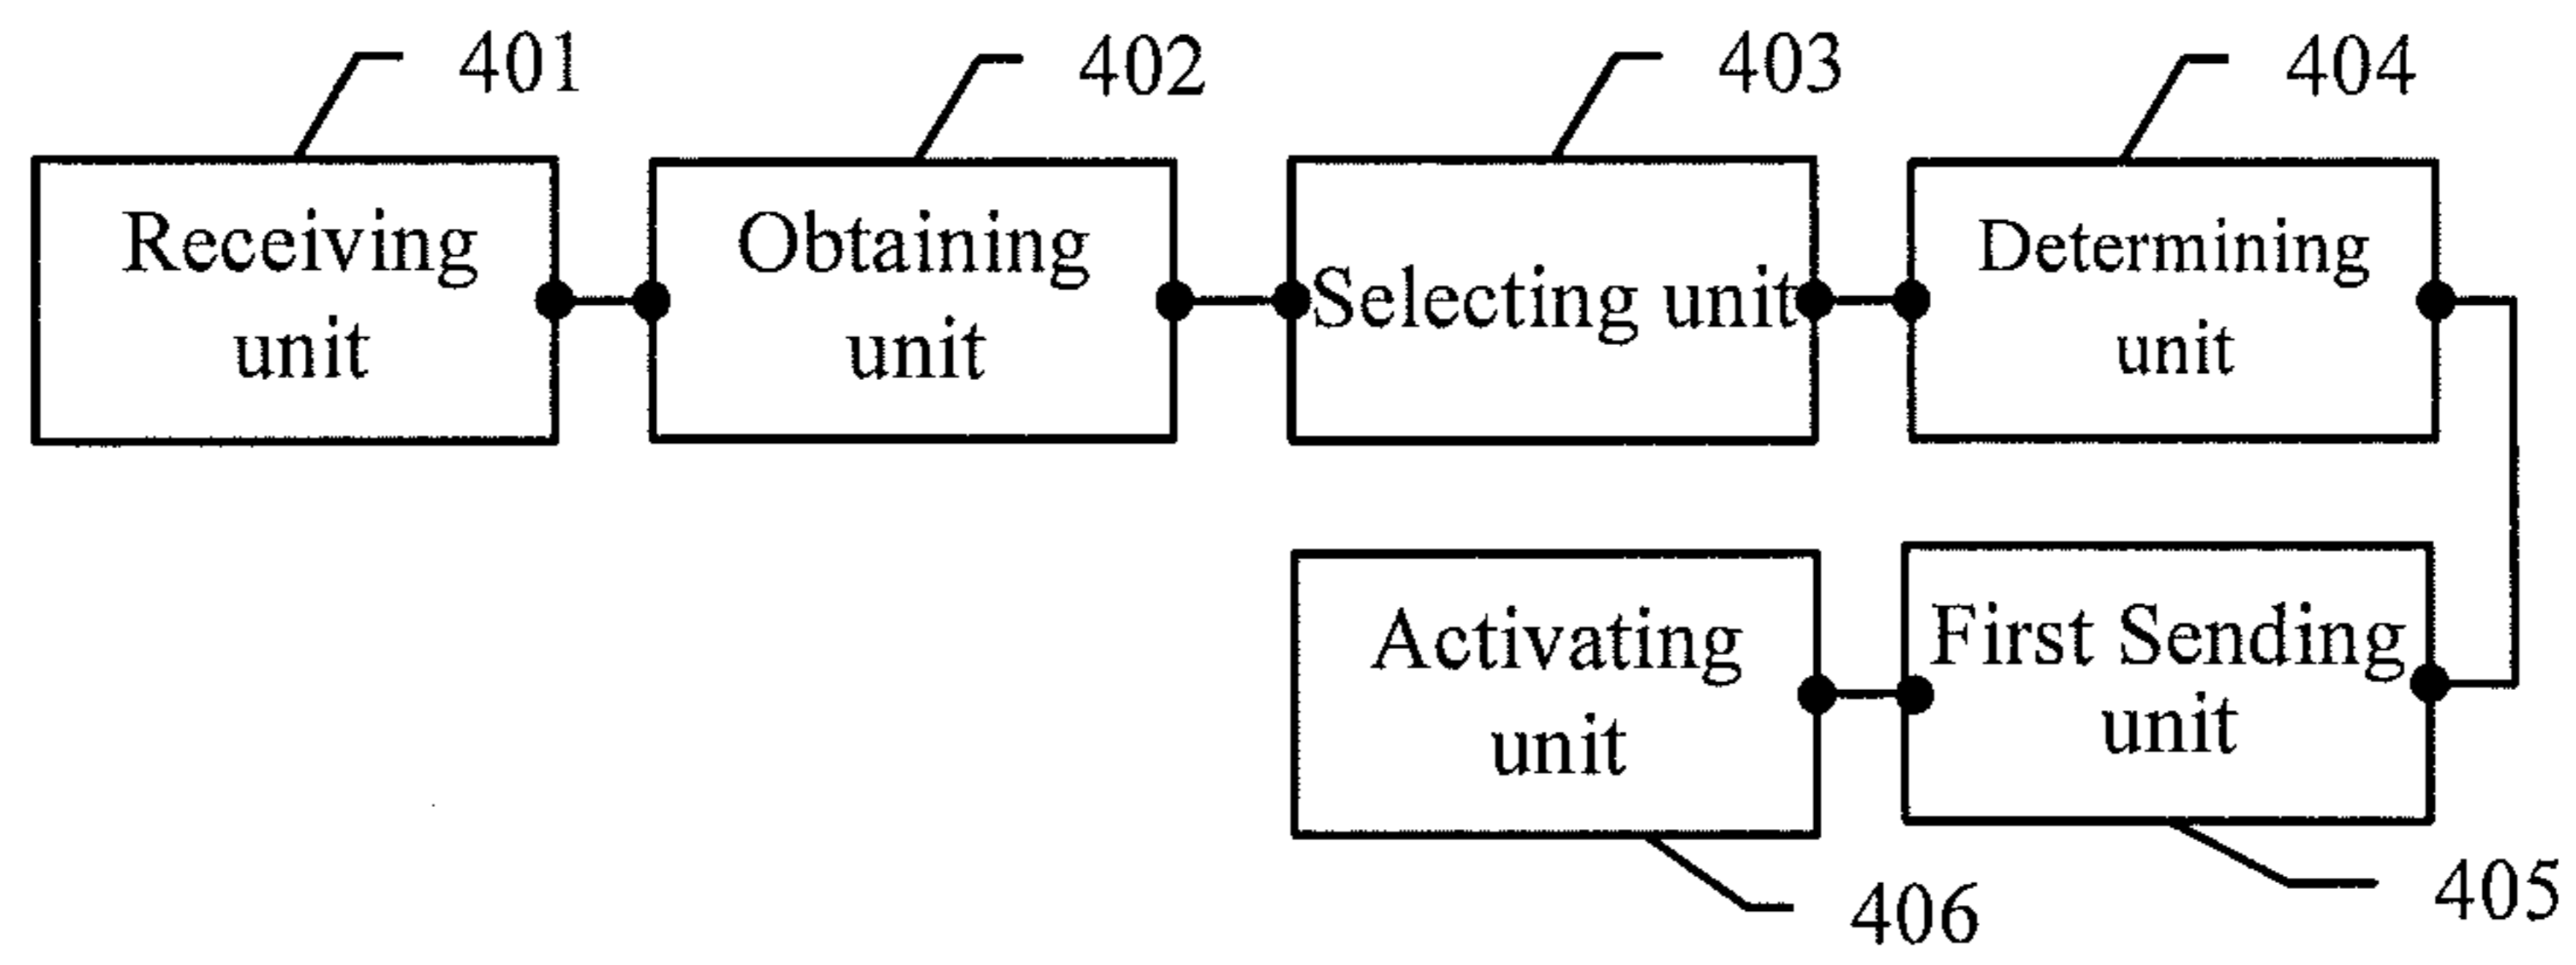 401
402
403
404
Receiving
unit
Obtaining
unit
Selecting unit
Determining
unit
Activating
unit
First Sending
unit
406
405